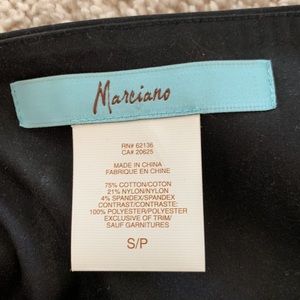 Marciano
RN# 62136
CA# 20625
MADE IN CHINA
FABRIQUE EN CHINE
75% COTTON/COTON
21% NYLON/NYLON
4% SPANDEX/SPANDEX
CONTRAST/CONTRASTE:
100% POLYESTER/POLYESTER
EXCLUSIVE OF TRIM/
SAUF GARNITURES
S/P